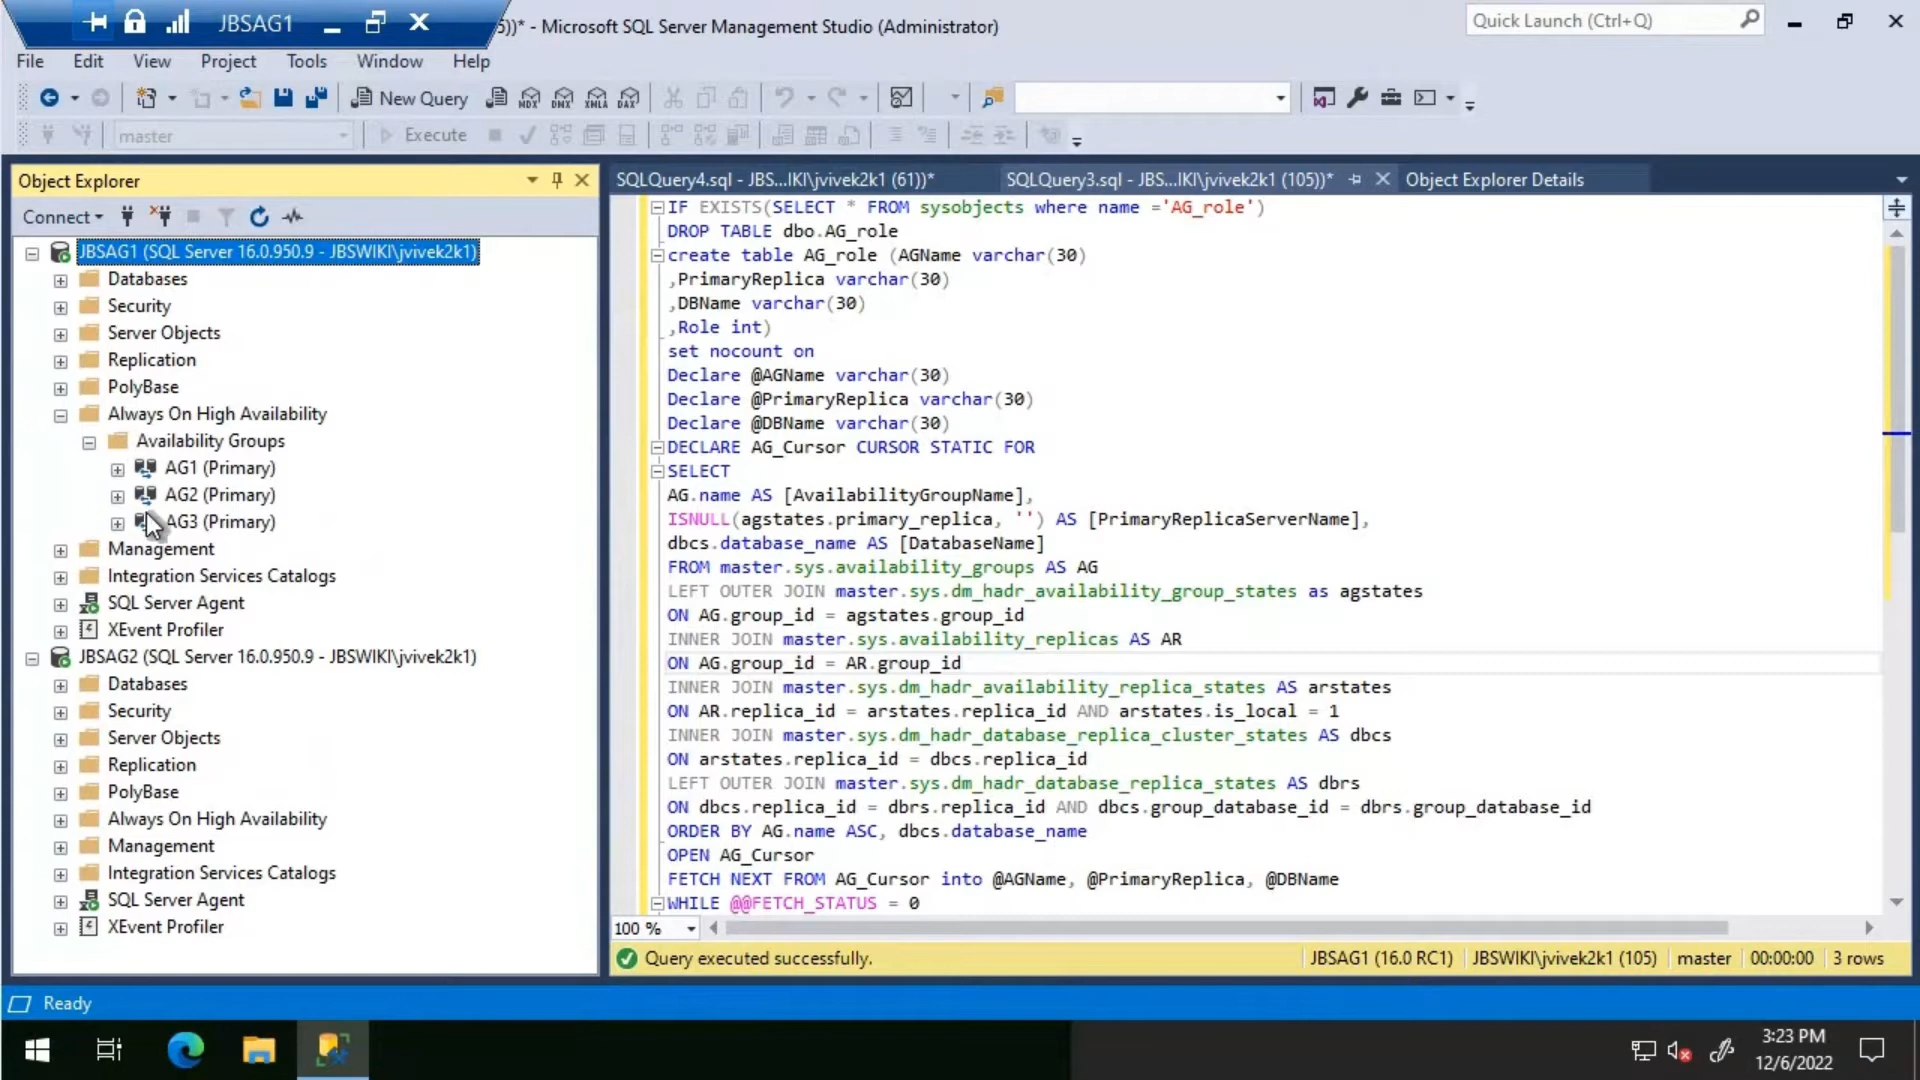 JBSAG1
5))* - Microsoft SQL Server Management Studio (Administrator)
Quick Launch (Ctrl+Q)
File Edit View Project Tools Window Help
New Query MDX DMX XMLA DAX
master Execute
Object Explorer
SQLQuery4.sql - JBS...IKI\jvivek2k1 (61))*
SQLQuery3.sql - JBS...IKI\jvivek2k1 (105))*
Object Explorer Details
Connect
JBSAG1 (SQL Server 16.0.950.9 - JBSWIKI\jvivek2k1)
Databases
Security
Server Objects
Replication
PolyBase
Always On High Availability
Availability Groups
AG1 (Primary)
AG2 (Primary)
AG3 (Primary)
Management
Integration Services Catalogs
SQL Server Agent
XEvent Profiler
JBSAG2 (SQL Server 16.0.950.9 - JBSWIKI\jvivek2k1)
Databases
Security
Server Objects
Replication
PolyBase
Always On High Availability
Management
Integration Services Catalogs
SQL Server Agent
XEvent Profiler
IF EXISTS(SELECT * FROM sysobjects where name ='AG_role')
DROP TABLE dbo.AG_role
create table AG_role (AGName varchar(30)
,PrimaryReplica varchar(30)
,DBName varchar(30)
,Role int)
set nocount on
Declare @AGName varchar(30)
Declare @PrimaryReplica varchar(30)
Declare @DBName varchar(30)
DECLARE AG_Cursor CURSOR STATIC FOR
SELECT
AG.name AS [AvailabilityGroupName],
ISNULL(agstates.primary_replica, '') AS [PrimaryReplicaServerName],
dbcs.database_name AS [DatabaseName]
FROM master.sys.availability_groups AS AG
LEFT OUTER JOIN master.sys.dm_hadr_availability_group_states as agstates
ON AG.group_id = agstates.group_id
INNER JOIN master.sys.availability_replicas AS AR
ON AG.group_id = AR.group_id
INNER JOIN master.sys.dm_hadr_availability_replica_states AS arstates
ON AR.replica_id = arstates.replica_id AND arstates.is_local = 1
INNER JOIN master.sys.dm_hadr_database_replica_cluster_states AS dbcs
ON arstates.replica_id = dbcs.replica_id
LEFT OUTER JOIN master.sys.dm_hadr_database_replica_states AS dbrs
ON dbcs.replica_id = dbrs.replica_id AND dbcs.group_database_id = dbrs.group_database_id
ORDER BY AG.name ASC, dbcs.database_name
OPEN AG_Cursor
FETCH NEXT FROM AG_Cursor into @AGName, @PrimaryReplica, @DBName
WHILE @@FETCH_STATUS = 0
100 %
Query executed successfully.
JBSAG1 (16.0 RC1) JBSWIKI\jvivek2k1 (105) master 00:00:00 3 rows
Ready
3:23 PM
12/6/2022